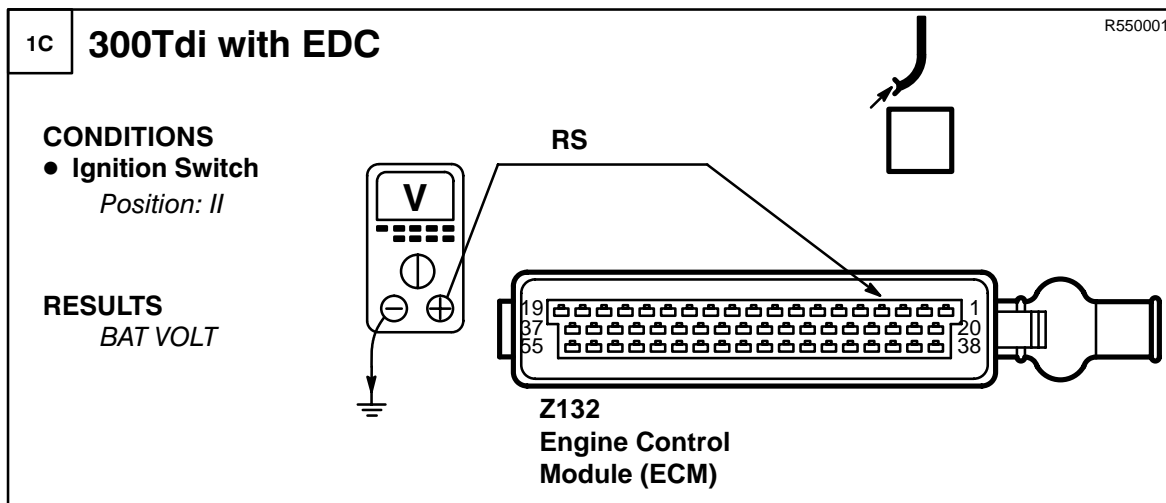 1C
300Tdi with EDC
R550001
CONDITIONS
● Ignition Switch
Position: II
RESULTS
BAT VOLT
V
RS
19
1
37
20
55
38
Z132
Engine Control
Module (ECM)